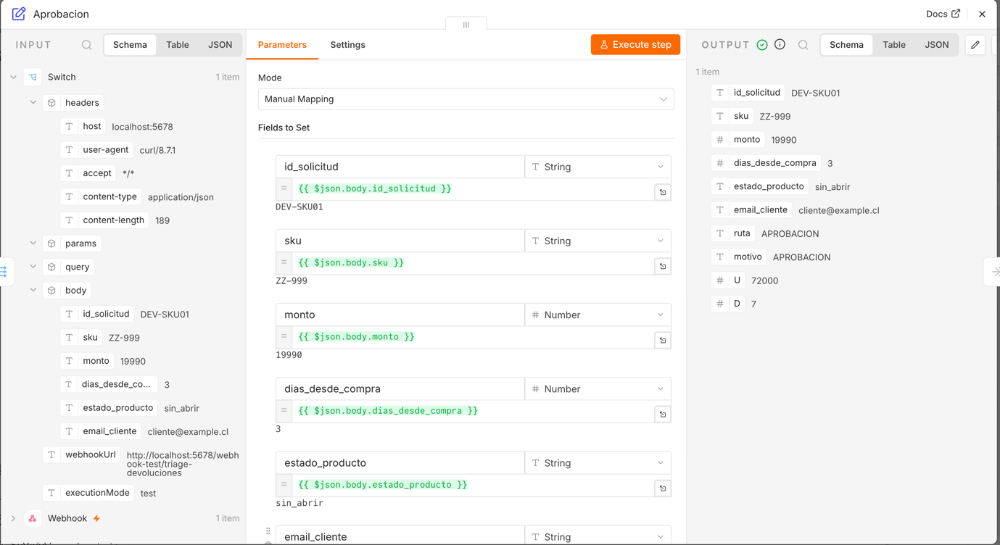 Aprobacion
Docs
INPUT
Schema
Table
JSON
Switch
1 item
headers
host
localhost:5678
user-agent
curl/8.7.1
accept
*/*
content-type
application/json
content-length
189
params
query
body
id_solicitud
DEV-SKU01
sku
ZZ-999
monto
19990
dias_desde_co...
3
estado_producto
sin_abrir
email_cliente
cliente@example.cl
webhookUrl
http://localhost:5678/webh
ook-test/triage-
devoluciones
executionMode
test
Webhook
1 item
Parameters
Settings
Execute step
Mode
Manual Mapping
Fields to Set
id_solicitud
T String
= {{ $json.body.id_solicitud }}
DEV-SKU01
sku
T String
= {{ $json.body.sku }}
ZZ-999
monto
# Number
= {{ $json.body.monto }}
19990
dias_desde_compra
# Number
= {{ $json.body.dias_desde_compra }}
3
estado_producto
T String
= {{ $json.body.estado_producto }}
sin_abrir
email_cliente
T String
OUTPUT
Schema
Table
JSON
1 item
T id_solicitud DEV-SKU01
T sku ZZ-999
# monto 19990
# dias_desde_compra 3
T estado_producto sin_abrir
T email_cliente cliente@example.cl
T ruta APROBACION
T motivo APROBACION
# U 72000
# D 7